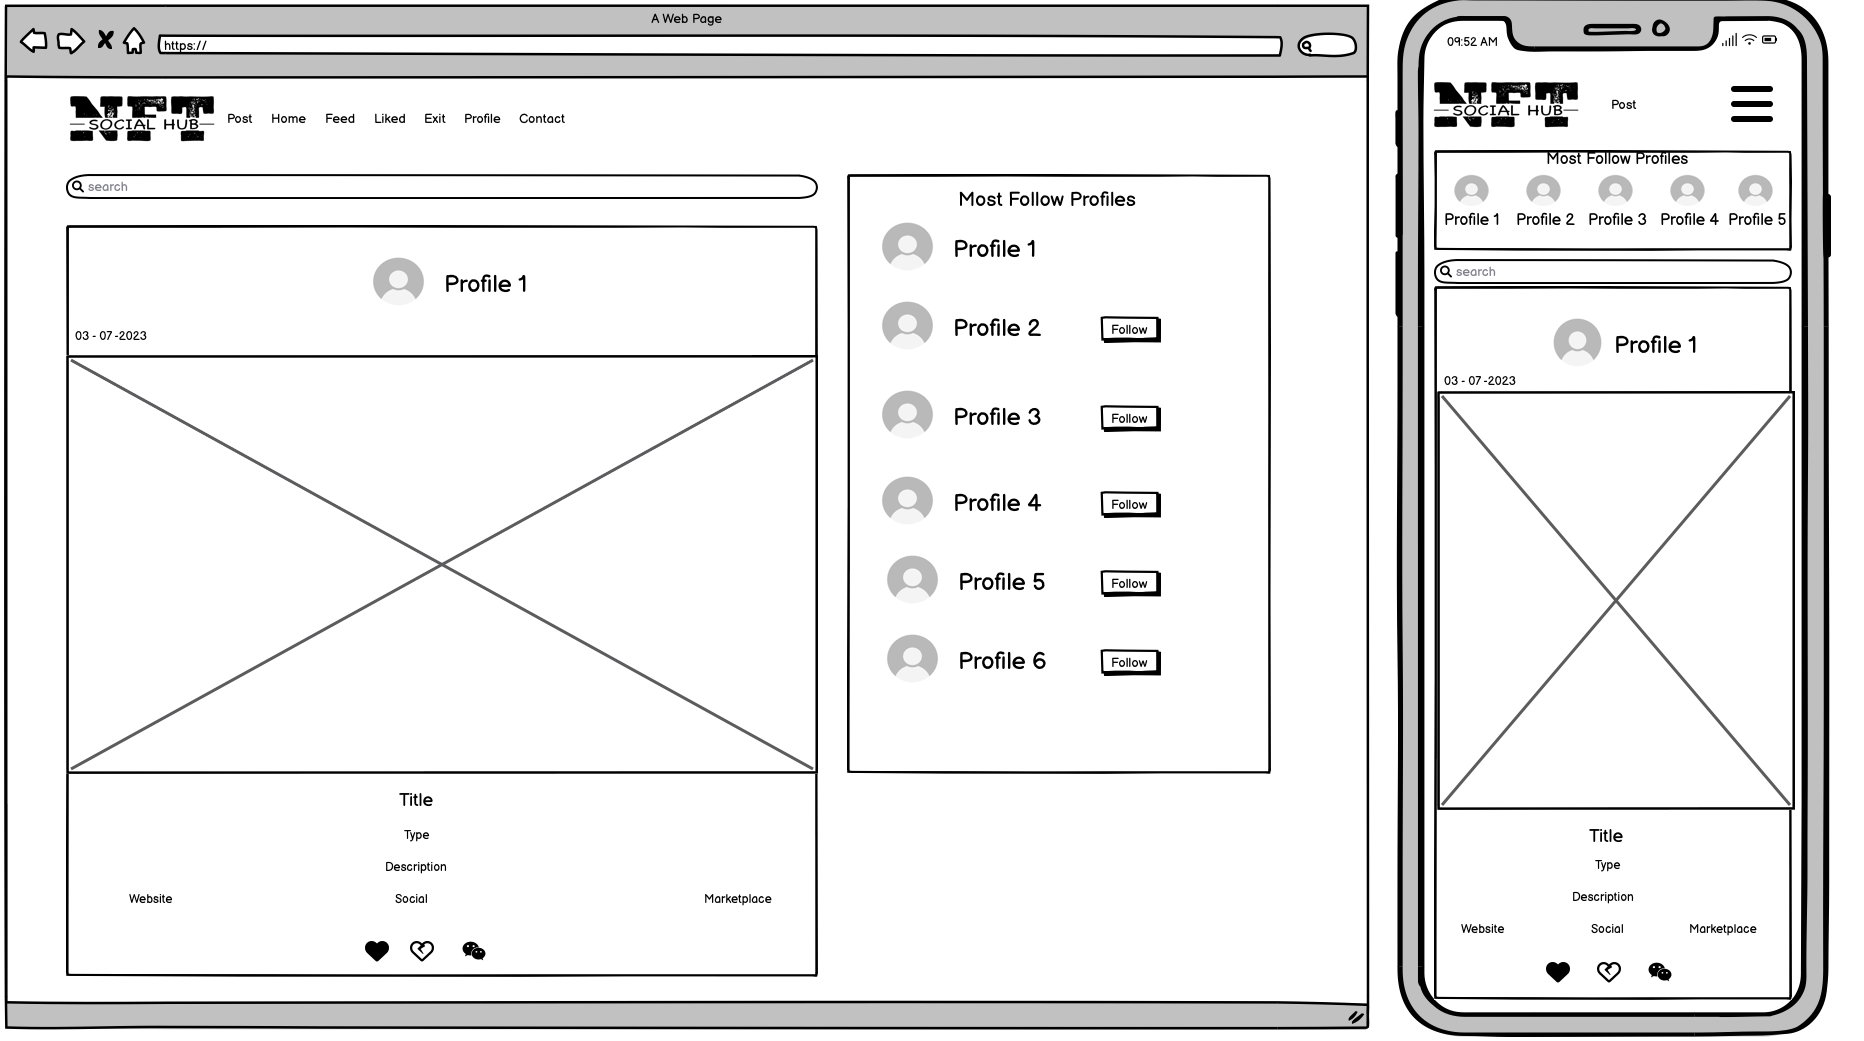 A Web Page
https://
NFT
SOCIAL HUB
Post Home Feed Liked Exit Profile Contact
search
Profile 1
03 - 07 -2023
Title
Type
Description
Website Social Marketplace
Most Follow Profiles
Profile 1
Profile 2 Follow
Profile 3 Follow
Profile 4 Follow
Profile 5 Follow
Profile 6 Follow
09:52 AM
NFT
SOCIAL HUB
Post
Most Follow Profiles
Profile 1 Profile 2 Profile 3 Profile 4 Profile 5
search
Profile 1
03 - 07 -2023
Title
Type
Description
Website Social Marketplace